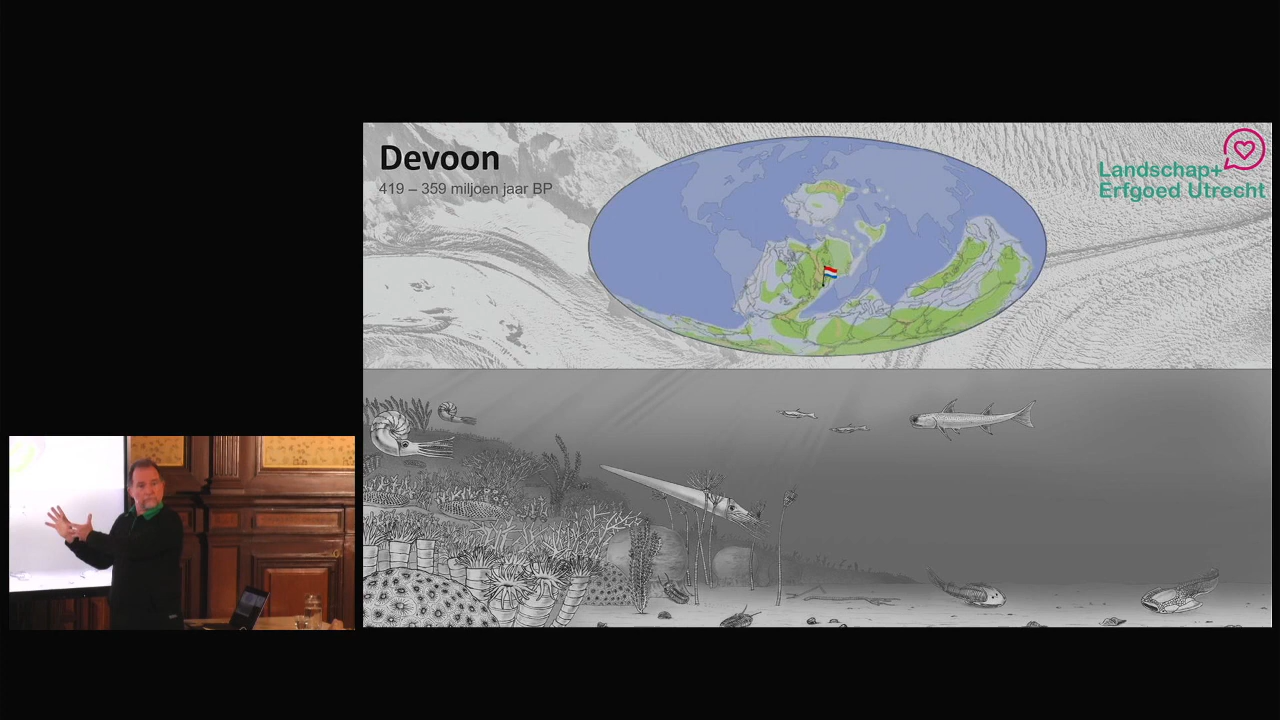 Devoon
419 – 359 miljoen jaar BP
Landschap+
Erfgoed Utrecht